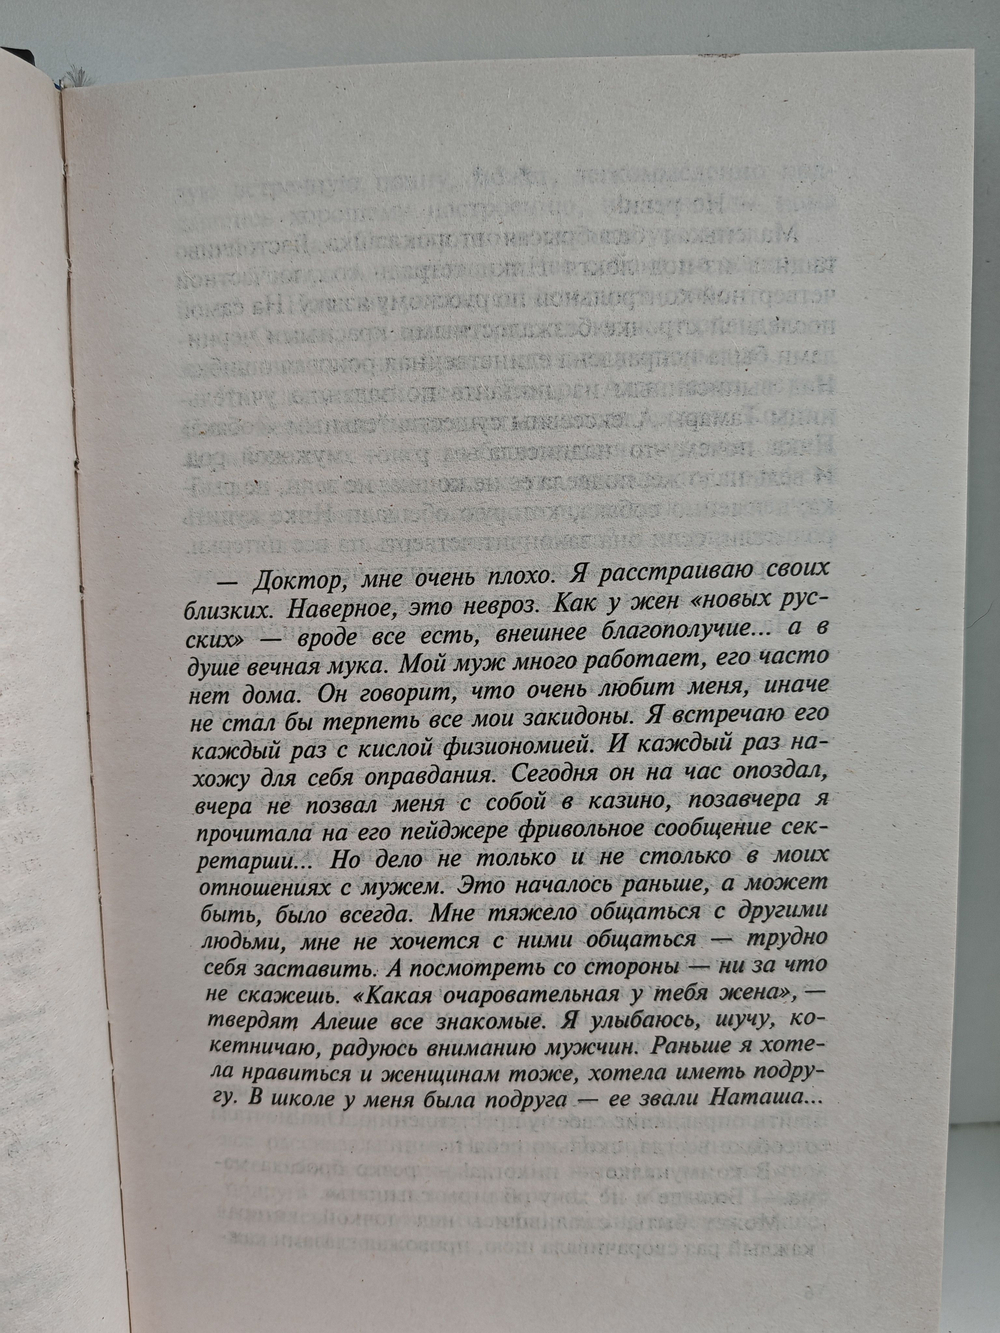 — Доктор, мне очень плохо. Я расстраиваю своих
близких. Наверное, это невроз. Как у жен «новых рус-
ских» — вроде все есть, внешнее благополучие... а в
душе вечная мука. Мой муж много работает, его часто
нет дома. Он говорит, что очень любит меня, иначе
не стал бы терпеть все мои закидоны. Я встречаю его
каждый раз с кислой физиономией. И каждый раз на-
хожу для себя оправдания. Сегодня он на час опоздал,
вчера не позвал меня с собой в казино, позавчера я
прочитала на его пейджере фривольное сообщение сек-
ретарши... Но дело не только и не столько в моих
отношениях с мужем. Это началось раньше, а может
быть, было всегда. Мне тяжело общаться с другими
людьми, мне не хочется с ними общаться — трудно
себя заставить. А посмотреть со стороны — ни за что
не скажешь. «Какая очаровательная у тебя жена», —
твердят Алеше все знакомые. Я улыбаюсь, шучу, ко-
кетничаю, радуюсь вниманию мужчин. Раньше я хоте-
ла нравиться и женщинам тоже, хотела иметь подру-
гу. В школе у меня была подруга — ее звали Наташа...